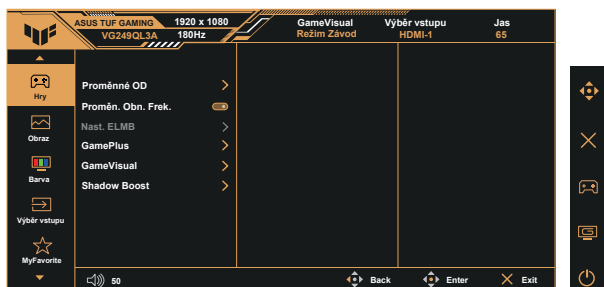 ASUS TUF GAMING 1920 x 1080 GameVisual Výběr vstupu Jas
VG249QL3A 180Hz Režim Závod HDMI-1 65
Hry
Obraz
Barva
Výběr vstupu
MyFavorite
Proměnné OD
Proměn. Obn. Frek.
Nast. ELMB
GamePlus
GameVisual
Shadow Boost
50 Back Enter Exit